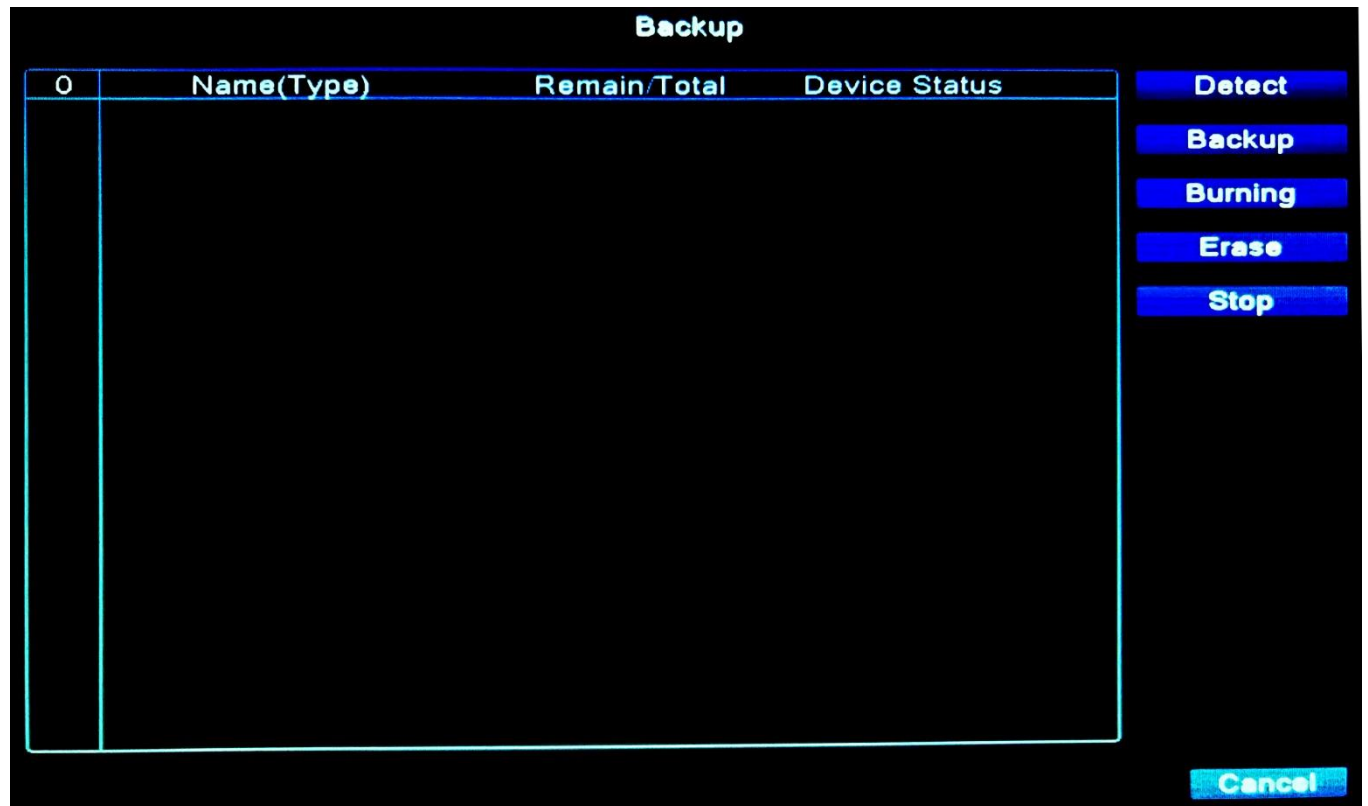 Backup
0 Name(Type) Remain/Total Device Status
Detect
Backup
Burning
Erase
Stop
Cancel